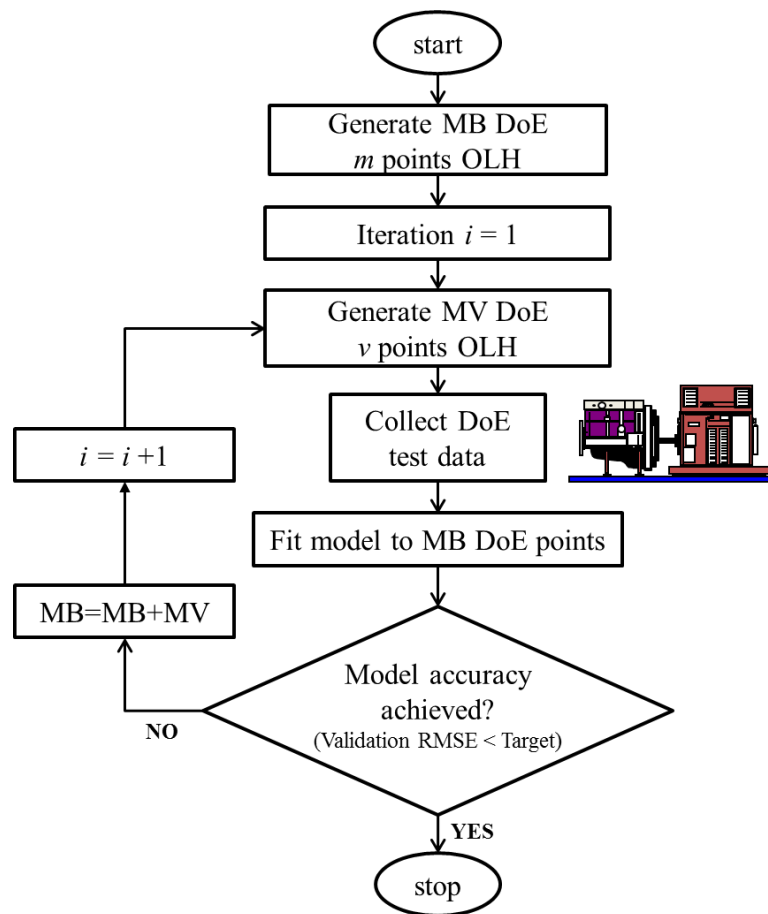 start
Generate MB DoE
m points OLH
Iteration i = 1
Generate MV DoE
v points OLH
Collect DoE
test data
i = i +1
Fit model to MB DoE points
MB=MB+MV
Model accuracy
achieved?
(Validation RMSE < Target)
NO
YES
stop